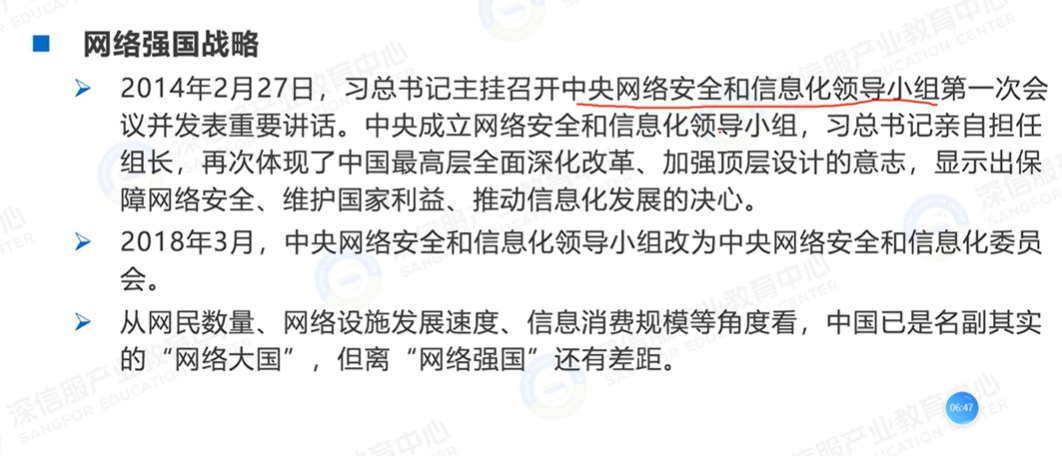 网络强国战略
2014年2月27日，习总书记主挂召开中央网络安全和信息化领导小组第一次会
议并发表重要讲话。中央成立网络安全和信息化领导小组，习总书记亲自担任
组长，再次体现了中国最高层全面深化改革、加强顶层设计的意志，显示出保
障网络安全、维护国家利益、推动信息化发展的决心。
2018年3月，中央网络安全和信息化领导小组改为中央网络安全和信息化委员
会。
从网民数量、网络设施发展速度、信息消费规模等角度看，中国已是名副其实
的“网络大国”，但离“网络强国”还有差距。
06:47
深信服产业教育中心
SANGFOR EDUCATION CENTER